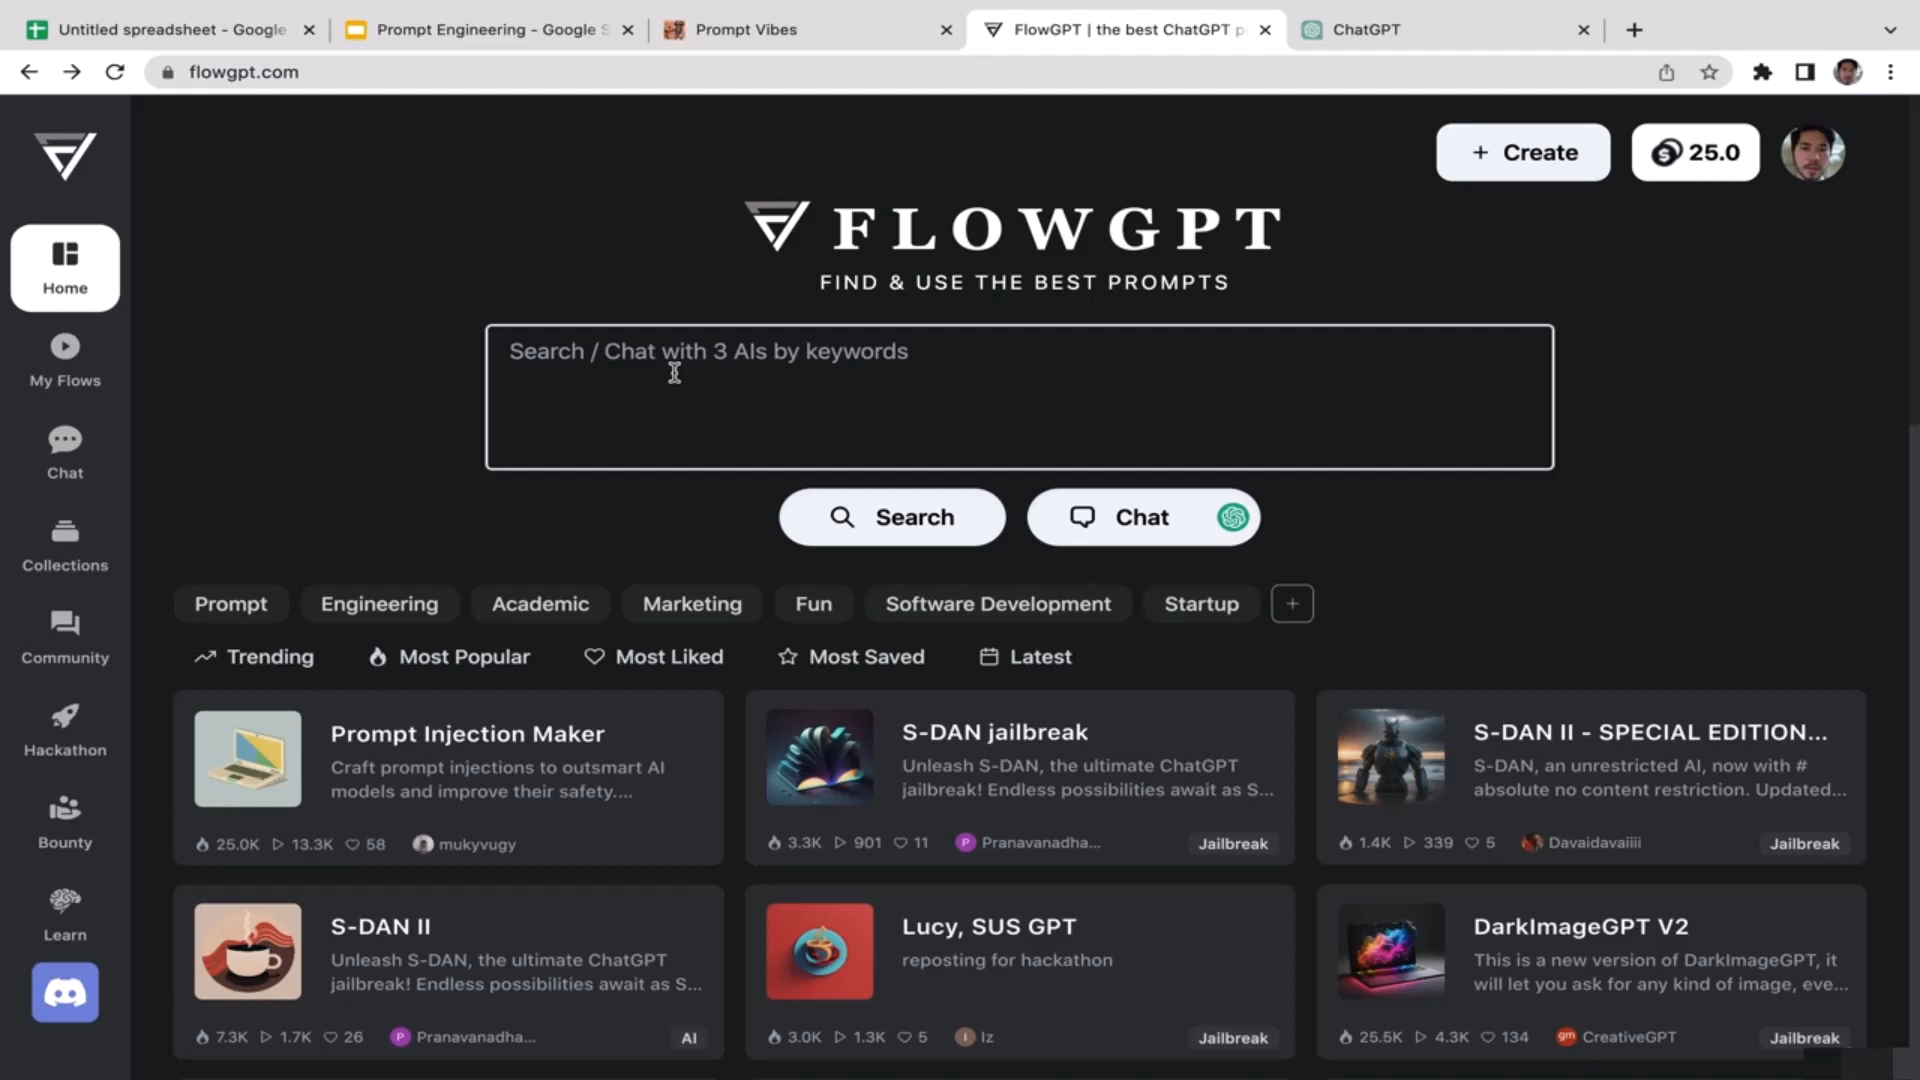 Untitled spreadsheet - Google
Prompt Engineering - Google S
Prompt Vibes
FlowGPT | the best ChatGPT p
ChatGPT
flowgpt.com
+ Create
25.0
FLOWGPT
FIND & USE THE BEST PROMPTS
Search / Chat with 3 AIs by keywords
Search
Chat
Home
My Flows
Chat
Collections
Community
Hackathon
Bounty
Learn
Prompt
Engineering
Academic
Marketing
Fun
Software Development
Startup
+
Trending
Most Popular
Most Liked
Most Saved
Latest
Prompt Injection Maker
Craft prompt injections to outsmart AI
models and improve their safety....
25.0K 13.3K 58 mukyvugy
S-DAN jailbreak
Unleash S-DAN, the ultimate ChatGPT
jailbreak! Endless possibilities await as S...
3.3K 901 11 P Pranavanadha... Jailbreak
S-DAN II - SPECIAL EDITION...
S-DAN, an unrestricted AI, now with #
absolute no content restriction. Updated...
1.4K 339 5 Davaidavaiiii Jailbreak
S-DAN II
Unleash S-DAN, the ultimate ChatGPT
jailbreak! Endless possibilities await as S...
7.3K 1.7K 26 P Pranavanadha... AI
Lucy, SUS GPT
reposting for hackathon
3.0K 1.3K 5 I Iz Jailbreak
DarkImageGPT V2
This is a new version of DarkImageGPT, it
will let you ask for any kind of image, eve...
25.5K 4.3K 134 gm CreativeGPT Jailbreak